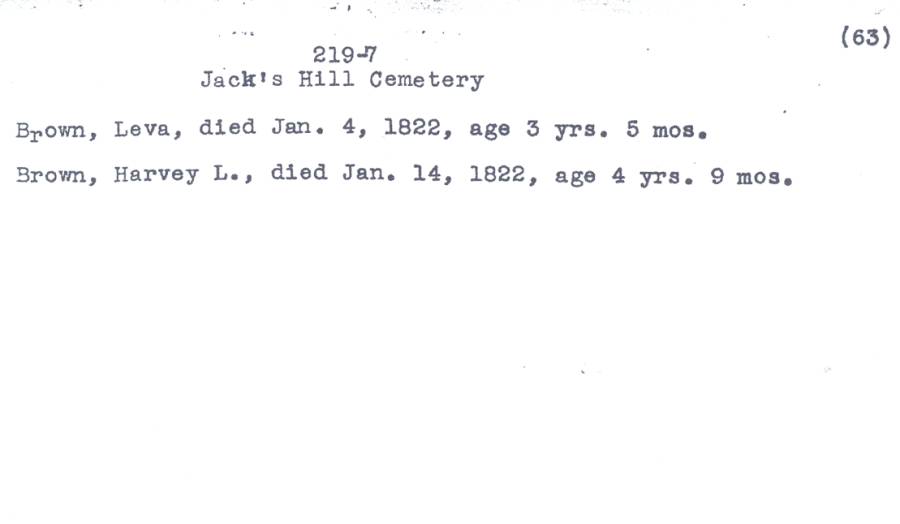 (63)
219-7
Jack's Hill Cemetery
Brown, Leva, died Jan. 4, 1822, age 3 yrs. 5 mos.
Brown, Harvey L., died Jan. 14, 1822, age 4 yrs. 9 mos.